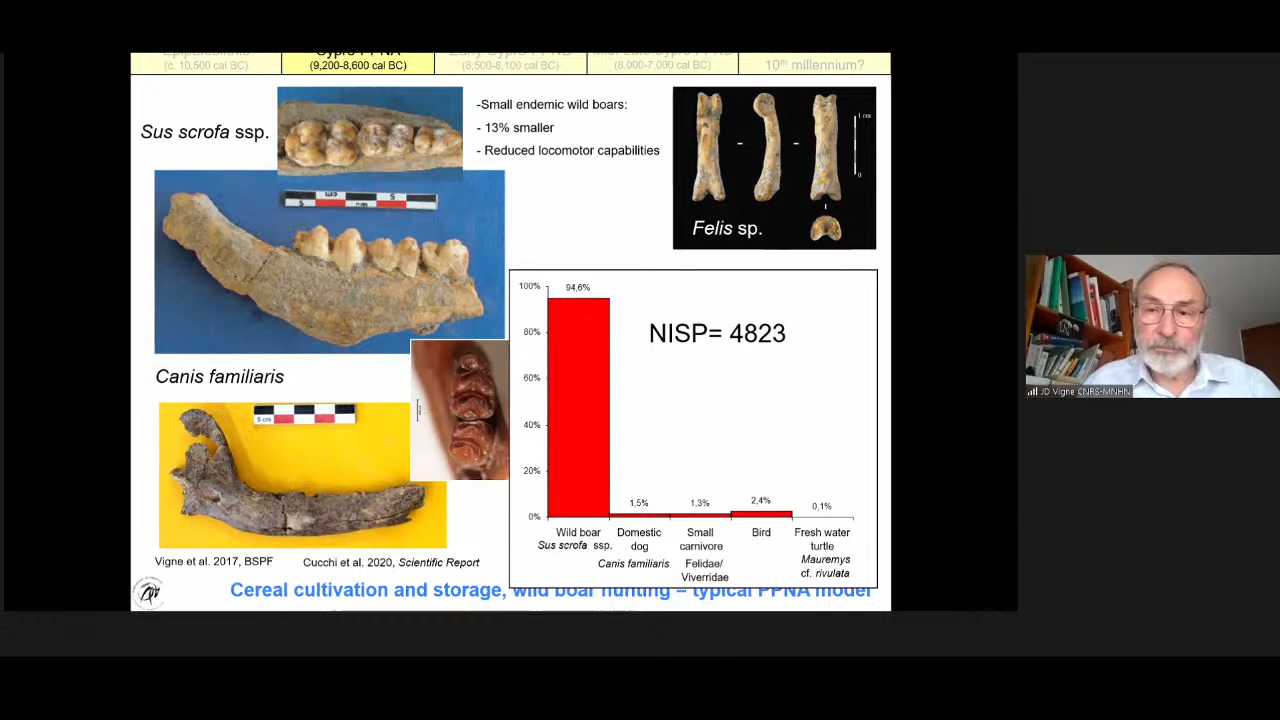 Epipalaeolithic
(c. 10,500 cal BC)
Cypro-PPNA
(9,200-8,600 cal BC)
Early Cypro-PPNB
(8,500-8,100 cal BC)
Mid/Late Cypro-PPNB
(8.000-7,000 cal BC)
10th millennium?
Sus scrofa ssp.
-Small endemic wild boars:
- 13% smaller
- Reduced locomotor capabilities
1 cm
0
Felis sp.
5
cm
5
Canis familiaris
5 cm
NISP= 4823
100%
80%
60%
40%
20%
0%
94,6%
1,5%
1,3%
2,4%
0,1%
Wild boar
Sus scrofa ssp.
Domestic
dog
Canis familiaris
Small
carnivore
Felidae/
Viverridae
Bird
Fresh water
turtle
Mauremys
cf. rivulata
Vigne et al. 2017, BSPF
Cucchi et al. 2020, Scientific Report
Cereal cultivation and storage, wild boar hunting – typical PPNA model
JD Vigne CNRS-MNHN